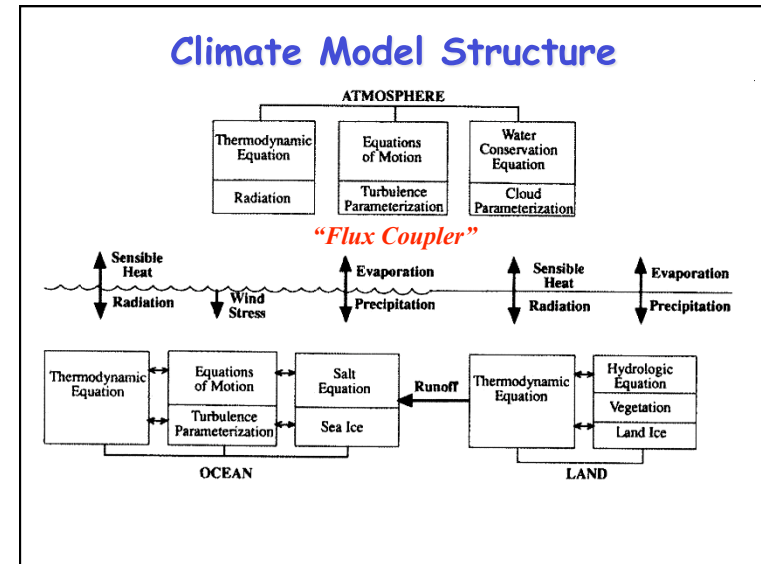 Climate Model Structure
ATMOSPHERE
Thermodynamic
Equation
Radiation
Equations
of Motion
Turbulence
Parameterization
Water
Conservation
Equation
Cloud
Parameterization
“Flux Coupler”
Sensible
Heat
Radiation
Wind
Stress
Evaporation
Precipitation
Sensible
Heat
Radiation
Evaporation
Precipitation
Thermodynamic
Equation
Equations
of Motion
Turbulence
Parameterization
Salt
Equation
Sea Ice
OCEAN
Runoff
Thermodynamic
Equation
Hydrologic
Equation
Vegetation
Land Ice
LAND